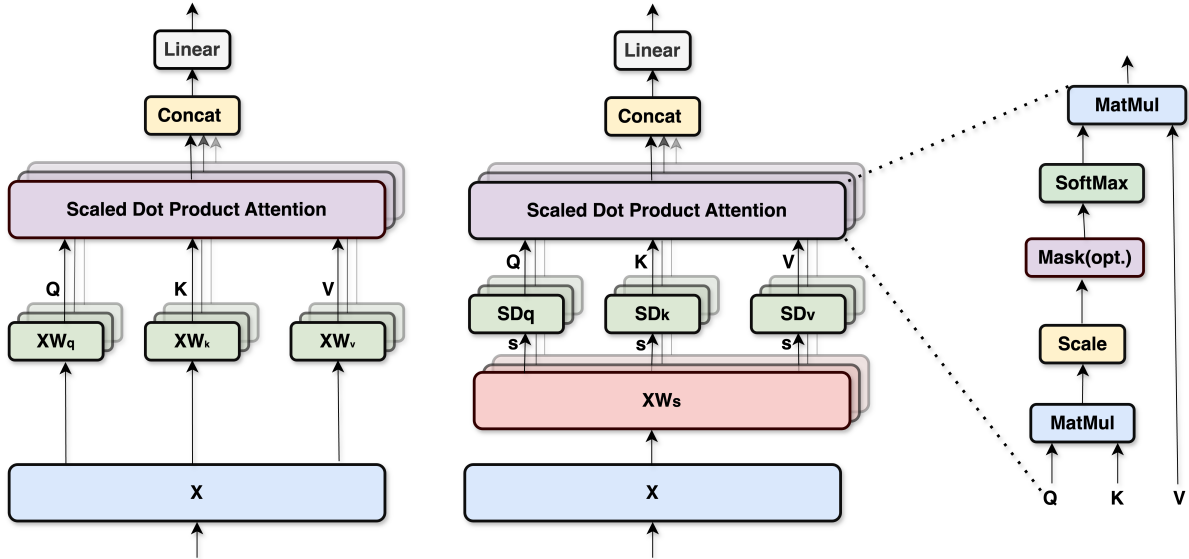 Linear
Concat
Scaled Dot Product Attention
Q K V
XWq XWk XWv
X
Linear
Concat
Scaled Dot Product Attention
Q K V
SDq SDk SDv
s s s
XWs
X
MatMul
SoftMax
Mask(opt.)
Scale
MatMul
Q K V